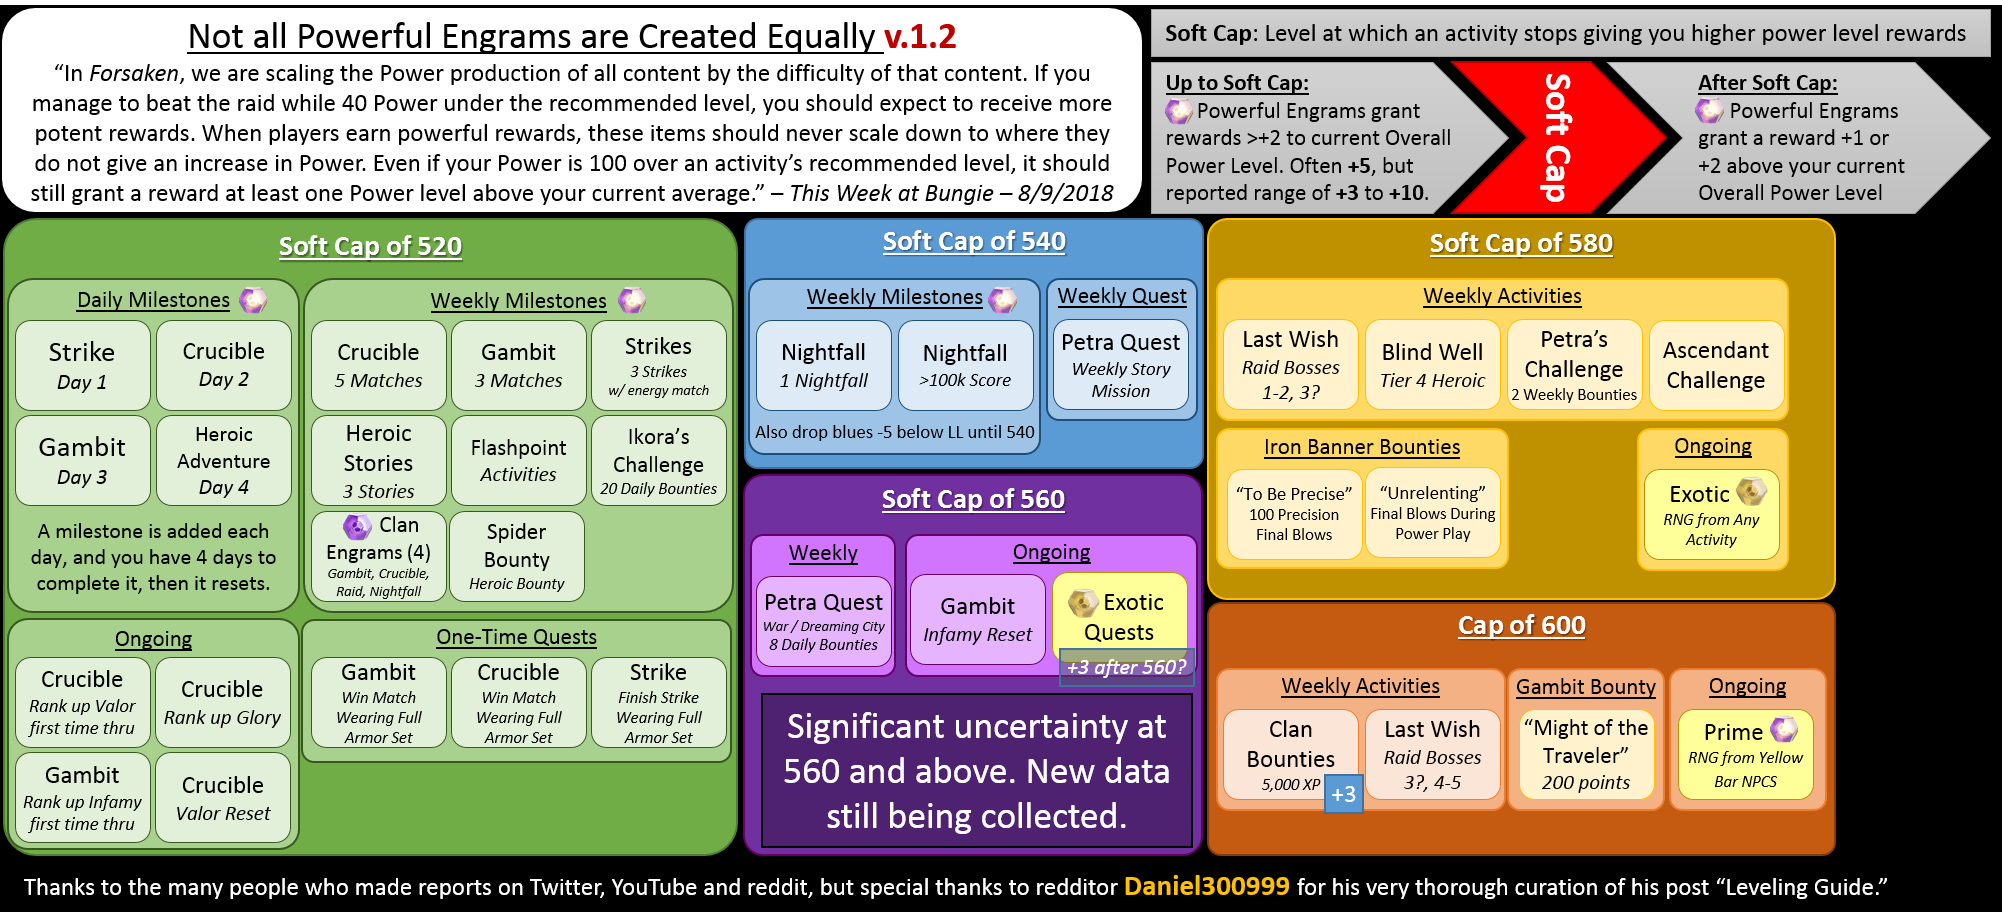 Not all Powerful Engrams are Created Equally v.1.2
“In Forsaken, we are scaling the Power production of all content by the difficulty of that content. If you
manage to beat the raid while 40 Power under the recommended level, you should expect to receive more
potent rewards. When players earn powerful rewards, these items should never scale down to where they
do not give an increase in Power. Even if your Power is 100 over an activity’s recommended level, it should
still grant a reward at least one Power level above your current average.” – This Week at Bungie – 8/9/2018
Soft Cap: Level at which an activity stops giving you higher power level rewards
Up to Soft Cap:
Powerful Engrams grant
rewards >+2 to current Overall
Power Level. Often +5, but
reported range of +3 to +10.
Soft Cap
After Soft Cap:
Powerful Engrams
grant a reward +1 or
+2 above your current
Overall Power Level
Soft Cap of 520
Daily Milestones
Strike
Day 1
Crucible
Day 2
Gambit
Day 3
Heroic
Adventure
Day 4
A milestone is added each
day, and you have 4 days to
complete it, then it resets.
Weekly Milestones
Crucible
5 Matches
Gambit
3 Matches
Strikes
3 Strikes
w/ energy match
Heroic
Stories
3 Stories
Flashpoint
Activities
Ikora’s
Challenge
20 Daily Bounties
Clan
Engrams (4)
Gambit, Crucible,
Raid, Nightfall
Spider
Bounty
Heroic Bounty
Ongoing
Crucible
Rank up Valor
first time thru
Crucible
Rank up Glory
Gambit
Rank up Infamy
first time thru
Crucible
Valor Reset
One-Time Quests
Gambit
Win Match
Wearing Full
Armor Set
Crucible
Win Match
Wearing Full
Armor Set
Strike
Finish Strike
Wearing Full
Armor Set
Soft Cap of 540
Weekly Milestones
Nightfall
1 Nightfall
Nightfall
>100k Score
Also drop blues -5 below LL until 540
Weekly Quest
Petra Quest
Weekly Story
Mission
Soft Cap of 560
Weekly
Petra Quest
War / Dreaming City
8 Daily Bounties
Ongoing
Gambit
Infamy Reset
Exotic
Quests
+3 after 560?
Significant uncertainty at
560 and above. New data
still being collected.
Soft Cap of 580
Weekly Activities
Last Wish
Raid Bosses
1-2, 3?
Blind Well
Tier 4 Heroic
Petra’s
Challenge
2 Weekly Bounties
Ascendant
Challenge
Iron Banner Bounties
“To Be Precise”
100 Precision
Final Blows
“Unrelenting”
Final Blows During
Power Play
Ongoing
Exotic
RNG from Any
Activity
Cap of 600
Weekly Activities
Clan
Bounties
5,000 XP
+3
Last Wish
Raid Bosses
3?, 4-5
Gambit Bounty
“Might of the
Traveler”
200 points
Ongoing
Prime
RNG from Yellow
Bar NPCS
Thanks to the many people who made reports on Twitter, YouTube and reddit, but special thanks to redditor Daniel300999 for his very thorough curation of his post “Leveling Guide.”